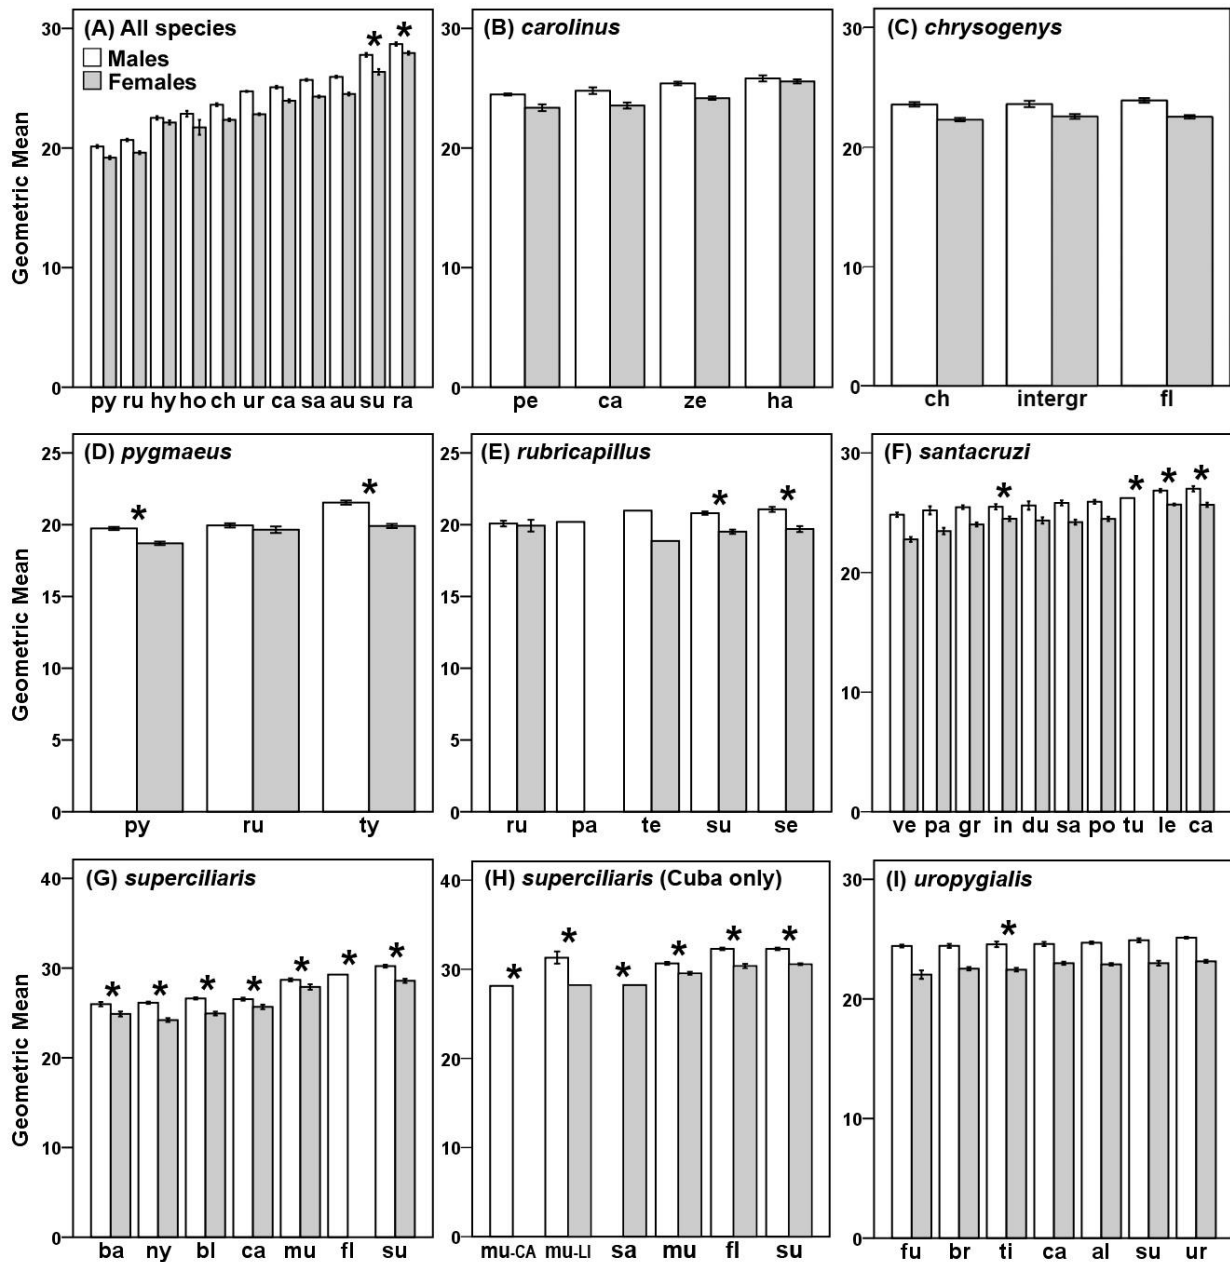 (A) All species
Males
Females
Geometric Mean
30
20
10
0
* *
py ru hy ho ch ur ca sa au su ra
(B) carolinus
30
20
10
0
pe ca ze ha
(C) chrysogenys
30
20
10
0
ch intergr fl
(D) pygmaeus
Geometric Mean
25
20
15
10
5
0
* *
py ru ty
(E) rubricapillus
25
20
15
10
5
0
* *
ru pa te su se
(F) santacruzi
30
20
10
0
* * * *
ve pa gr in du sa po tu le ca
(G) superciliaris
Geometric Mean
40
30
20
10
0
* * * * * * *
ba ny bl ca mu fl su
(H) superciliaris (Cuba only)
40
30
20
10
0
* * * * * *
mu-CA mu-LI sa mu fl su
(I) uropygialis
30
20
10
0
*
fu br ti ca al su ur